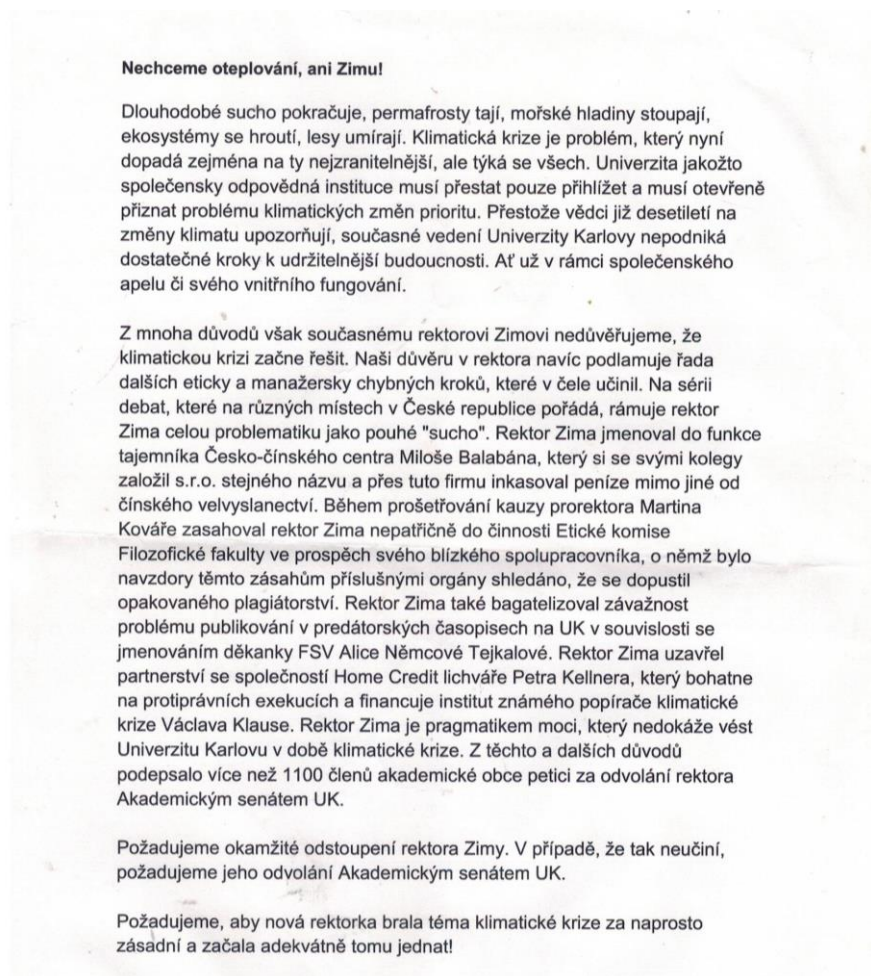 Nechceme oteplování, ani Zimu!
Dlouhodobé sucho pokračuje, permafrosty tají, mořské hladiny stoupají,
ekosystémy se hroutí, lesy umírají. Klimatická krize je problém, který nyní
dopadá zejména na ty nejzranitelnější, ale týká se všech. Univerzita jakožto
společensky odpovědná instituce musí přestat pouze přihlížet a musí otevřeně
přiznat problému klimatických změn prioritu. Přestože vědci již desetiletí na
změny klimatu upozorňují, současné vedení Univerzity Karlovy nepodniká
dostatečné kroky k udržitelnější budoucnosti. Ať už v rámci společenského
apelu či svého vnitřního fungování.
Z mnoha důvodů však současnému rektorovi Zimovi nedůvěřujeme, že
klimatickou krizi začne řešit. Naši důvěru v rektora navíc podlamuje řada
dalších eticky a manažersky chybných kroků, které v čele učinil. Na sérii
debat, které na různých místech v České republice pořádá, rámuje rektor
Zima celou problematiku jako pouhé "sucho". Rektor Zima jmenoval do funkce
tajemníka Česko-čínského centra Miloše Balabána, který si se svými kolegy
založil s.r.o. stejného názvu a přes tuto firmu inkasoval peníze mimo jiné od
čínského velvyslanectví. Během prošetřování kauzy prorektora Martina
Kováře zasahoval rektor Zima nepatřičně do činnosti Etické komise
Filozofické fakulty ve prospěch svého blízkého spolupracovníka, o němž bylo
navzdory těmto zásahům příslušnými orgány shledáno, že se dopustil
opakovaného plagiátorství. Rektor Zima také bagatelizoval závažnost
problému publikování v predátorských časopisech na UK v souvislosti se
jmenováním děkanky FSV Alice Němcové Tejkalové. Rektor Zima uzavřel
partnerství se společností Home Credit lichváře Petra Kellnera, který bohatne
na protiprávních exekucích a financuje institut známého popírače klimatické
krize Václava Klause. Rektor Zima je pragmatikem moci, který nedokáže vést
Univerzitu Karlovu v době klimatické krize. Z těchto a dalších důvodů
podepsalo více než 1100 členů akademické obce petici za odvolání rektora
Akademickým senátem UK.
Požadujeme okamžité odstoupení rektora Zimy. V případě, že tak neučiní,
požadujeme jeho odvolání Akademickým senátem UK.
Požadujeme, aby nová rektorka brala téma klimatické krize za naprosto
zásadní a začala adekvátně tomu jednat!